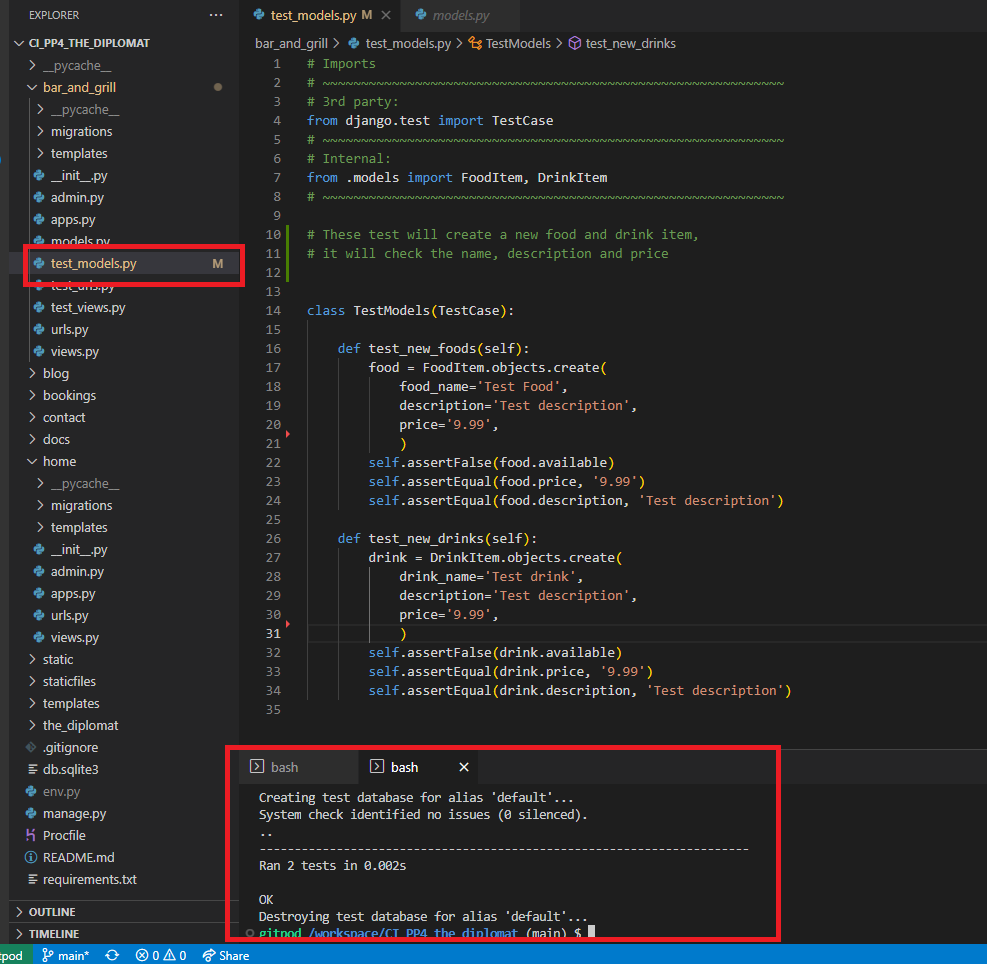 EXPLORER ...
CI_PP4_THE_DIPLOMAT
__pycache__
bar_and_grill
__pycache__
migrations
templates
__init__.py
admin.py
apps.py
models.py
test_models.py M
test_urls.py
test_views.py
urls.py
views.py
blog
bookings
contact
docs
home
__pycache__
migrations
templates
__init__.py
admin.py
apps.py
urls.py
views.py
static
staticfiles
templates
the_diplomat
.gitignore
db.sqlite3
env.py
manage.py
Procfile
README.md
requirements.txt
OUTLINE
TIMELINE
test_models.py M
models.py
bar_and_grill > test_models.py > TestModels > test_new_drinks
1 # Imports
2 # ~~~~~~~~~~~~~~~~~~~~~~~~~~~~~~~~~~~~~~~~~~~~~~~~~~~~~~~~~~~~
3 # 3rd party:
4 from django.test import TestCase
5 # ~~~~~~~~~~~~~~~~~~~~~~~~~~~~~~~~~~~~~~~~~~~~~~~~~~~~~~~~~~~~
6 # Internal:
7 from .models import FoodItem, DrinkItem
8 # ~~~~~~~~~~~~~~~~~~~~~~~~~~~~~~~~~~~~~~~~~~~~~~~~~~~~~~~~~~~~
9
10 # These test will create a new food and drink item,
11 # it will check the name, description and price
12
13
14 class TestModels(TestCase):
15
16     def test_new_foods(self):
17         food = FoodItem.objects.create(
18             food_name='Test Food',
19             description='Test description',
20             price='9.99',
21             )
22         self.assertFalse(food.available)
23         self.assertEqual(food.price, '9.99')
24         self.assertEqual(food.description, 'Test description')
25
26     def test_new_drinks(self):
27         drink = DrinkItem.objects.create(
28             drink_name='Test drink',
29             description='Test description',
30             price='9.99',
31             )
32         self.assertFalse(drink.available)
33         self.assertEqual(drink.price, '9.99')
34         self.assertEqual(drink.description, 'Test description')
35
bash
bash
Creating test database for alias 'default'...
System check identified no issues (0 silenced).
..
----------------------------------------------------------------------
Ran 2 tests in 0.002s
OK
Destroying test database for alias 'default'...
gitpod /workspace/CI_PP4_the_diplomat (main) $
tpod main* 0 0 Share